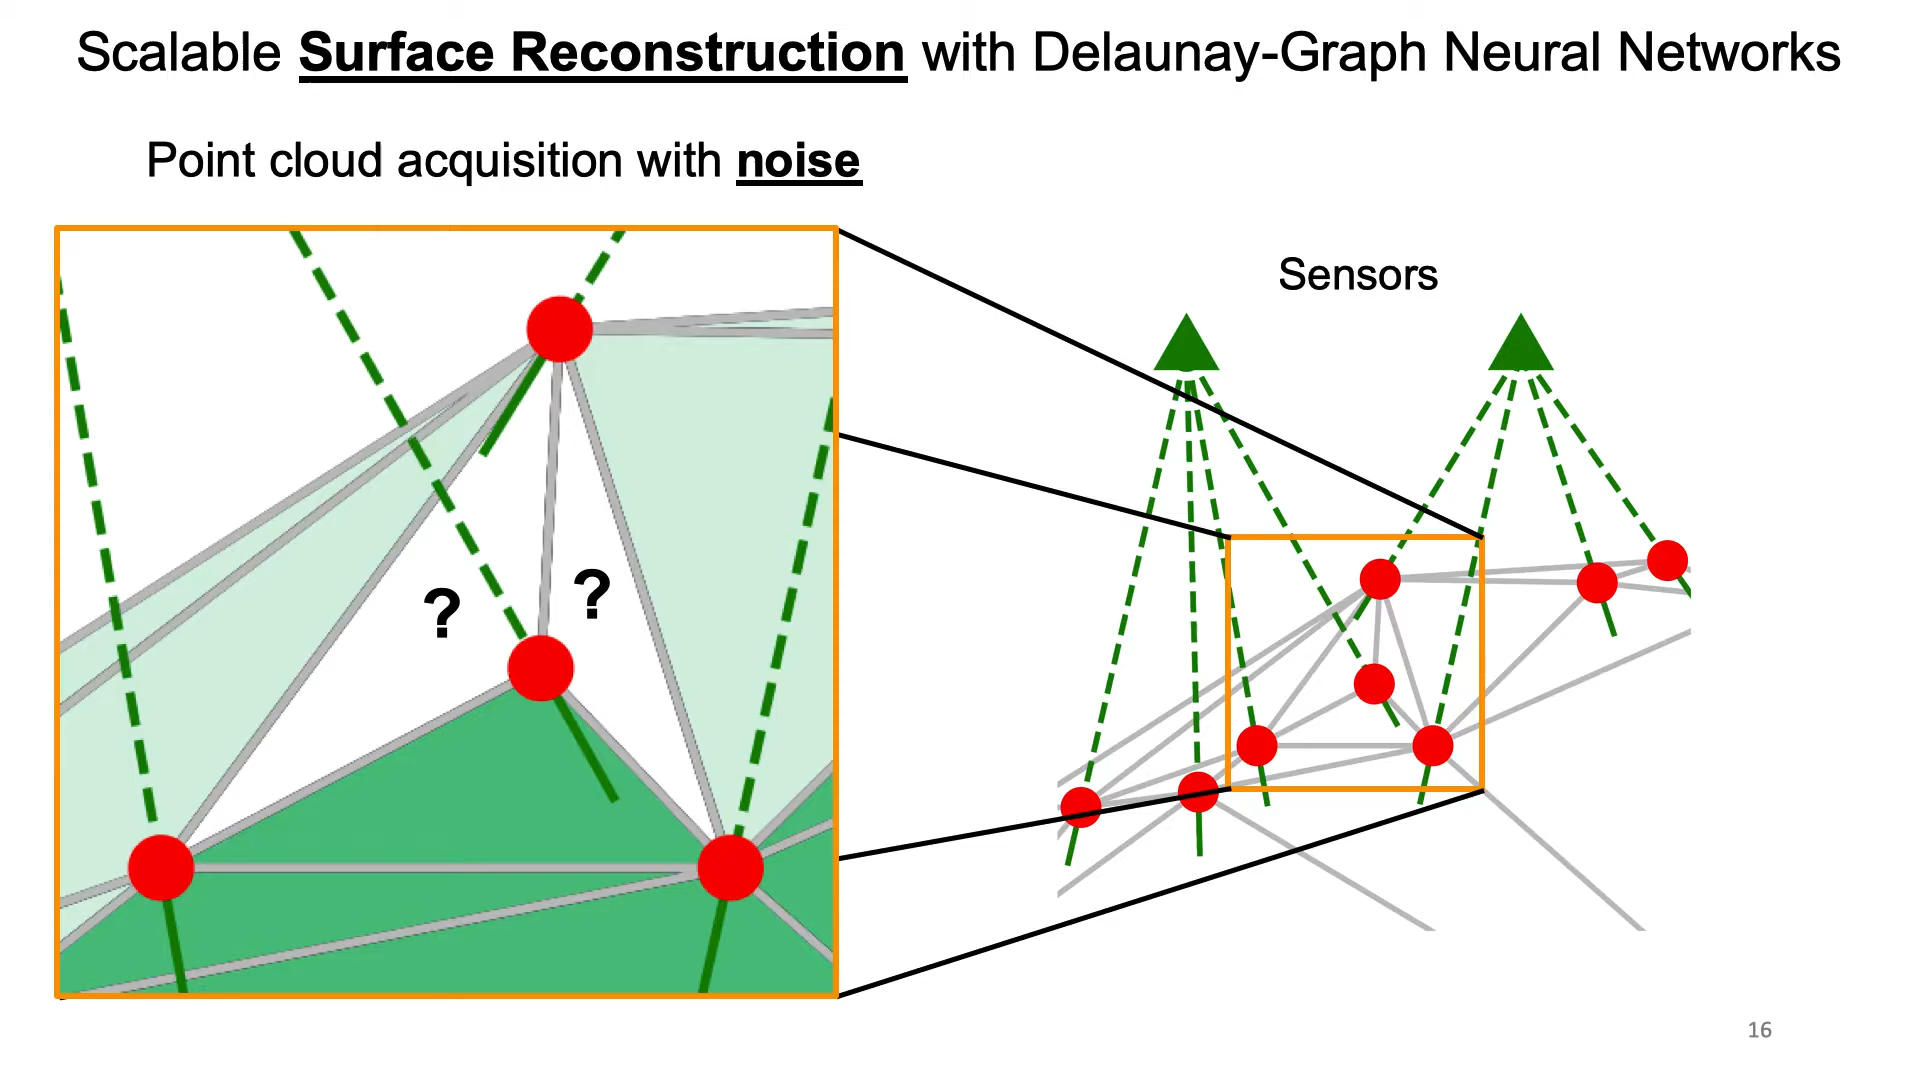 Scalable Surface Reconstruction with Delaunay-Graph Neural Networks
Point cloud acquisition with noise
Sensors
?
?
16